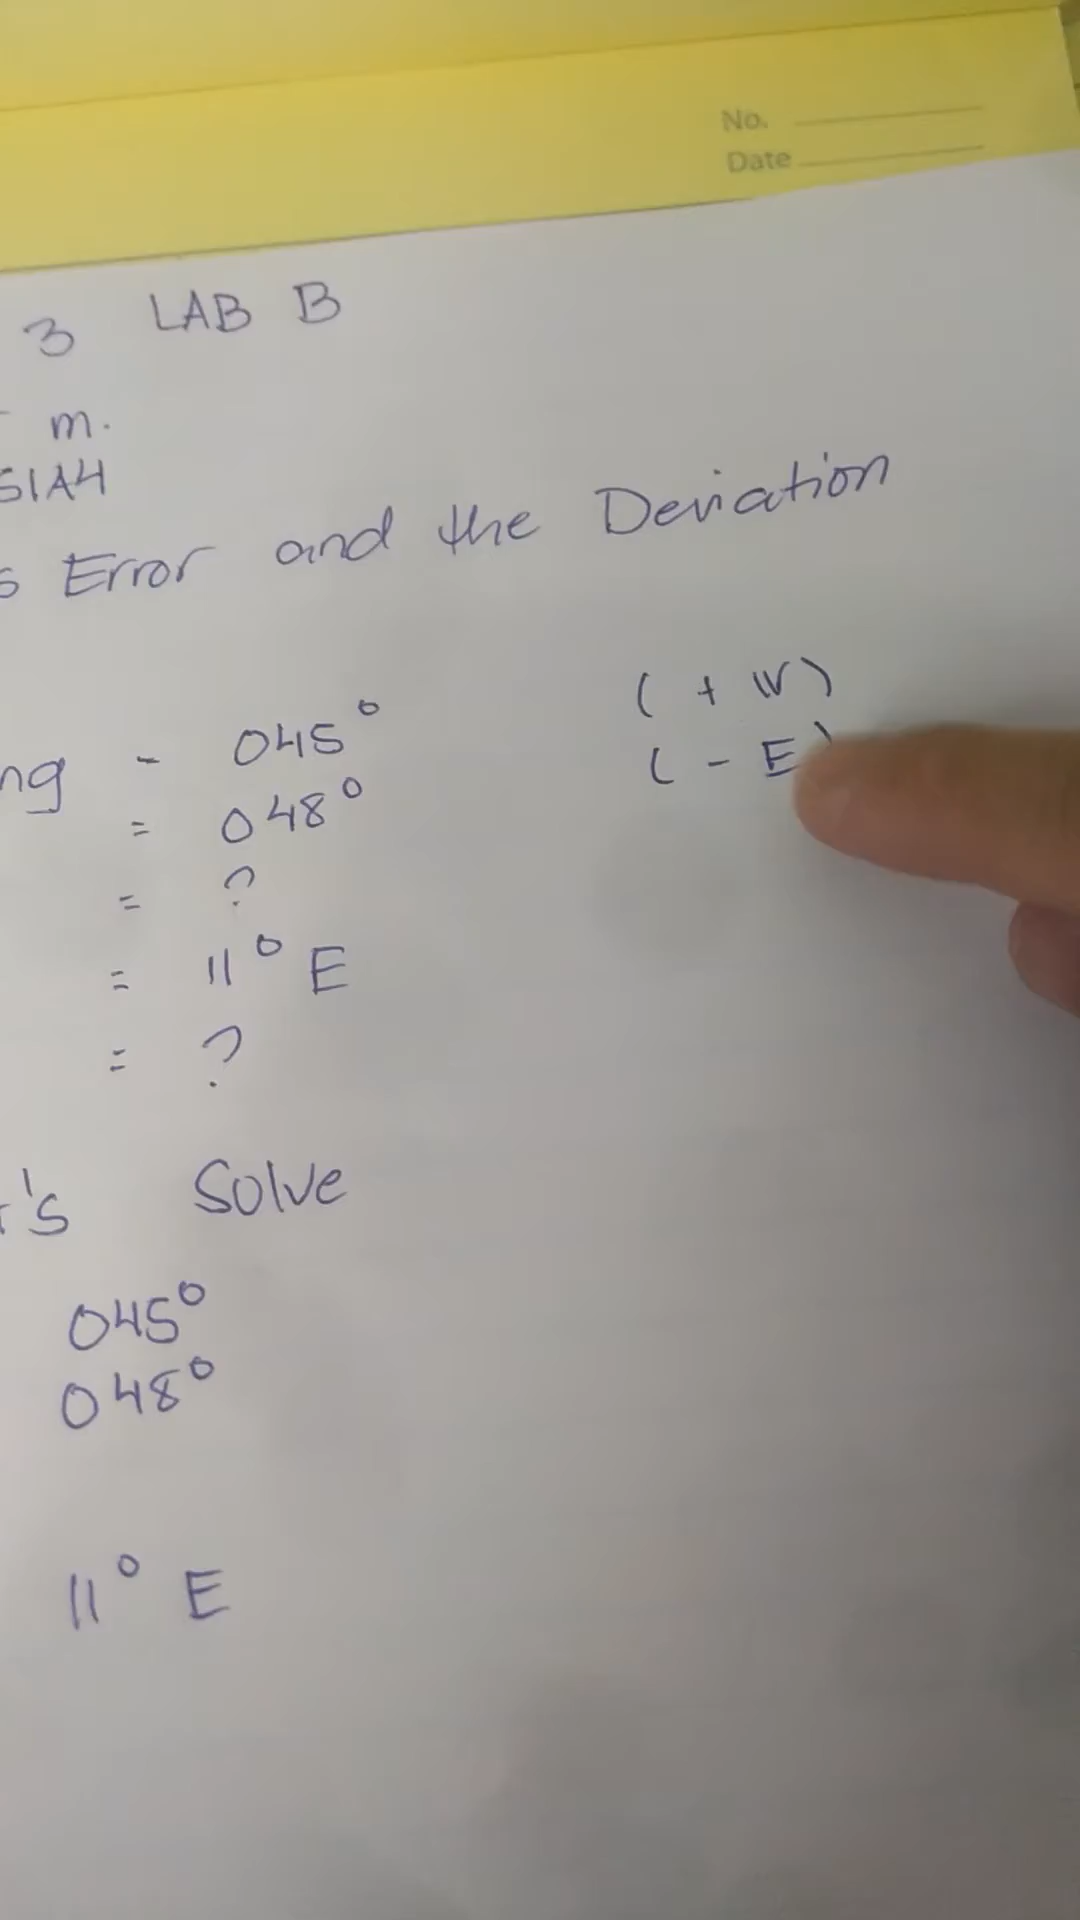 No.
Date
3 LAB B
m.
SIA4
s Error and the Deviation
(+ W)
ng - 045°
(- E)
= 048°
= ?
= 11° E
= ?
's Solve
045°
048°
11° E